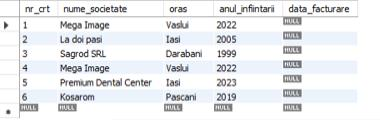 nr_crt nume_societate oras anul_infiintarii data_facturare
1 Mega Image Vaslui 2022 NULL
2 La doi pasi Iasi 2005 NULL
3 Sagrod SRL Darabani 1999 NULL
4 Mega Image Vaslui 2022 NULL
5 Premium Dental Center Iasi 2023 NULL
6 Kosarom Pascani 2019 NULL
NULL NULL NULL NULL NULL